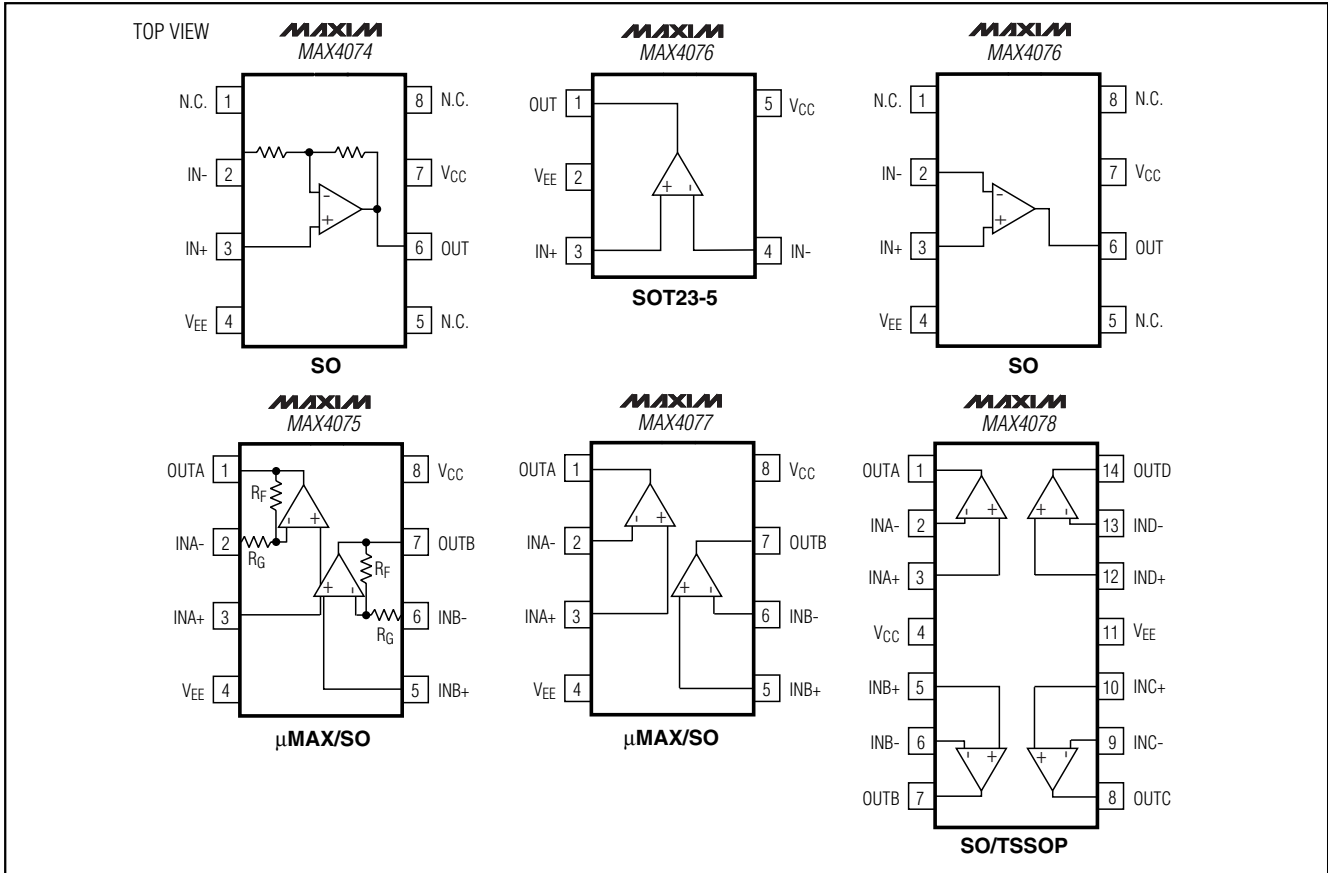 TOP VIEW
MAXIM
MAX4074
N.C. 1
8 N.C.
IN- 2
7 VCC
-
+
IN+ 3
6 OUT
VEE 4
5 N.C.
SO
MAXIM
MAX4076
OUT 1
5 VCC
VEE 2
+ -
IN+ 3
4 IN-
SOT23-5
MAXIM
MAX4076
N.C. 1
8 N.C.
IN- 2
7 VCC
-
+
IN+ 3
6 OUT
VEE 4
5 N.C.
SO
MAXIM
MAX4075
OUTA 1
8 VCC
RF
- +
INA- 2
7 OUTB
RG
RF
+ -
INA+ 3
6 INB-
RG
VEE 4
5 INB+
μMAX/SO
MAXIM
MAX4077
OUTA 1
8 VCC
- +
INA- 2
7 OUTB
+ -
INA+ 3
6 INB-
VEE 4
5 INB+
μMAX/SO
MAXIM
MAX4078
OUTA 1
14 OUTD
- +
+ -
INA- 2
13 IND-
INA+ 3
12 IND+
VCC 4
11 VEE
INB+ 5
10 INC+
INB- 6
9 INC-
- +
+ -
OUTB 7
8 OUTC
SO/TSSOP